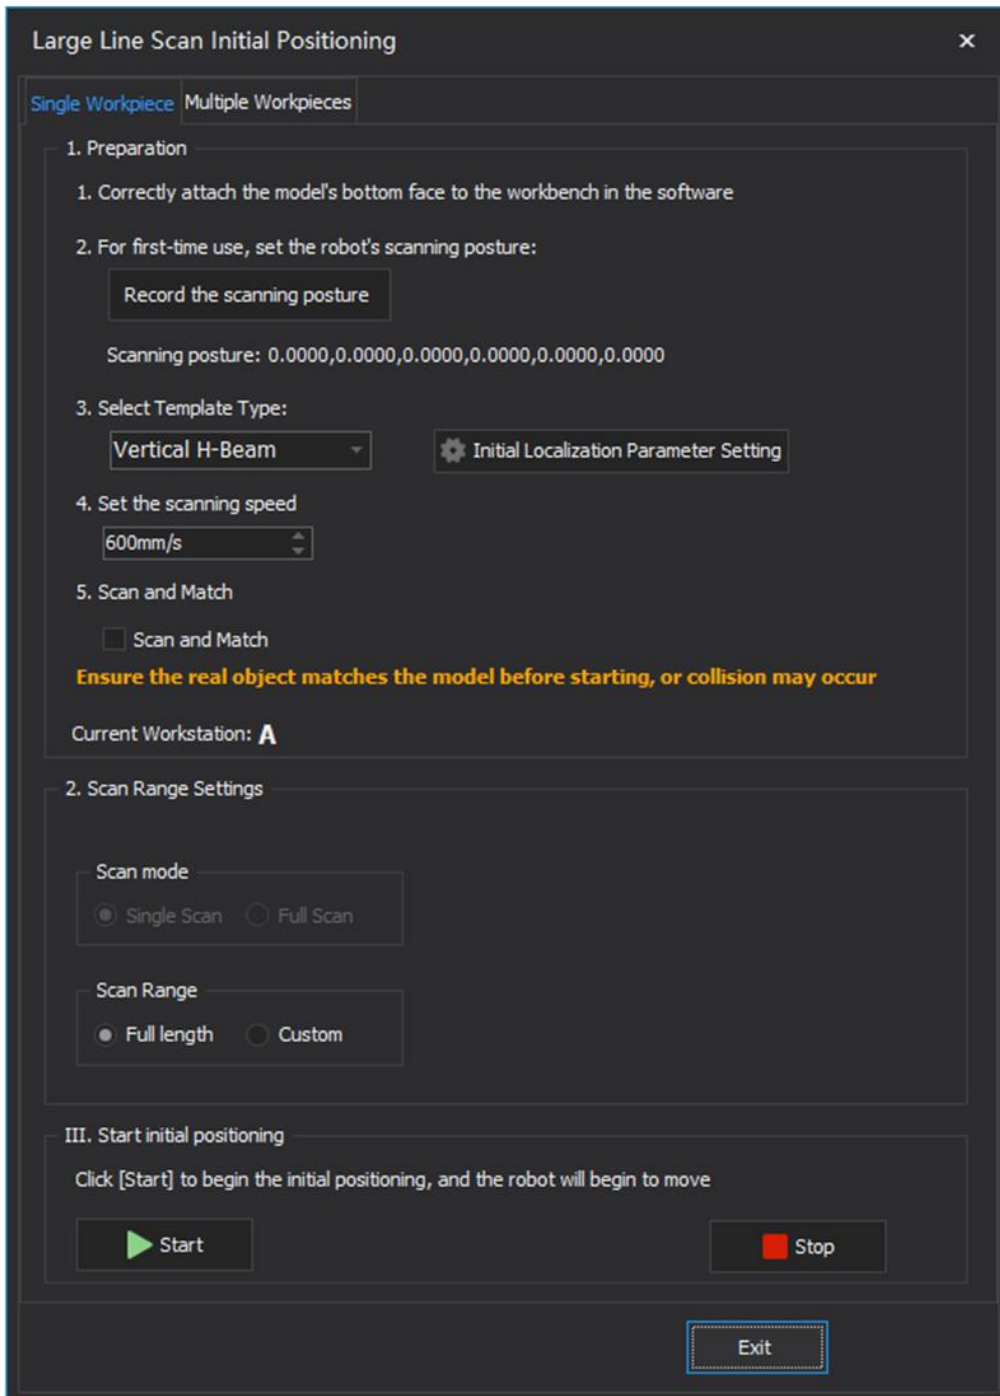 Large Line Scan Initial Positioning
Single Workpiece Multiple Workpieces
1. Preparation
1. Correctly attach the model's bottom face to the workbench in the software
2. For first-time use, set the robot's scanning posture:
Record the scanning posture
Scanning posture: 0.0000,0.0000,0.0000,0.0000,0.0000,0.0000
3. Select Template Type:
Vertical H-Beam Initial Localization Parameter Setting
4. Set the scanning speed
600mm/s
5. Scan and Match
Scan and Match
Ensure the real object matches the model before starting, or collision may occur
Current Workstation: A
2. Scan Range Settings
Scan mode
Single Scan Full Scan
Scan Range
Full length Custom
III. Start initial positioning
Click [Start] to begin the initial positioning, and the robot will begin to move
Start Stop
Exit